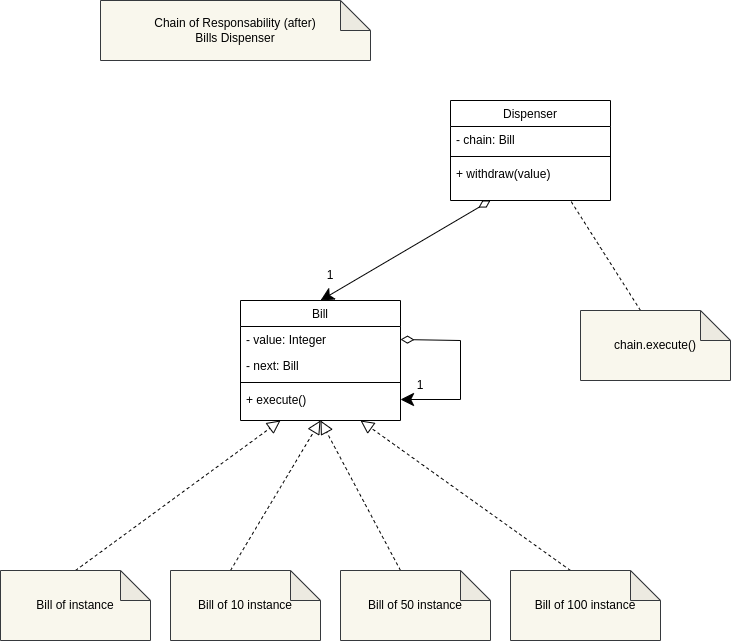 Chain of Responsability (after)
Bills Dispenser
Dispenser
- chain: Bill
+ withdraw(value)
1
Bill
- value: Integer
- next: Bill
+ execute()
1
chain.execute()
Bill of instance
Bill of 10 instance
Bill of 50 instance
Bill of 100 instance